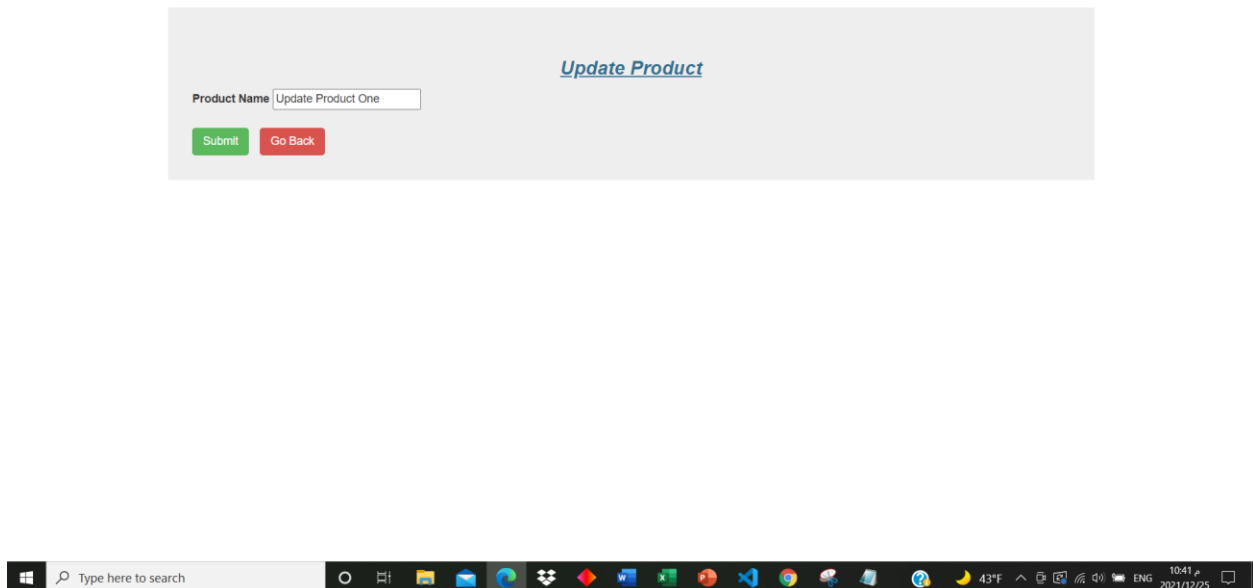 Update Product
Product Name Update Product One
Submit Go Back
Type here to search
43°F ENG 10:41 م
2021/12/25